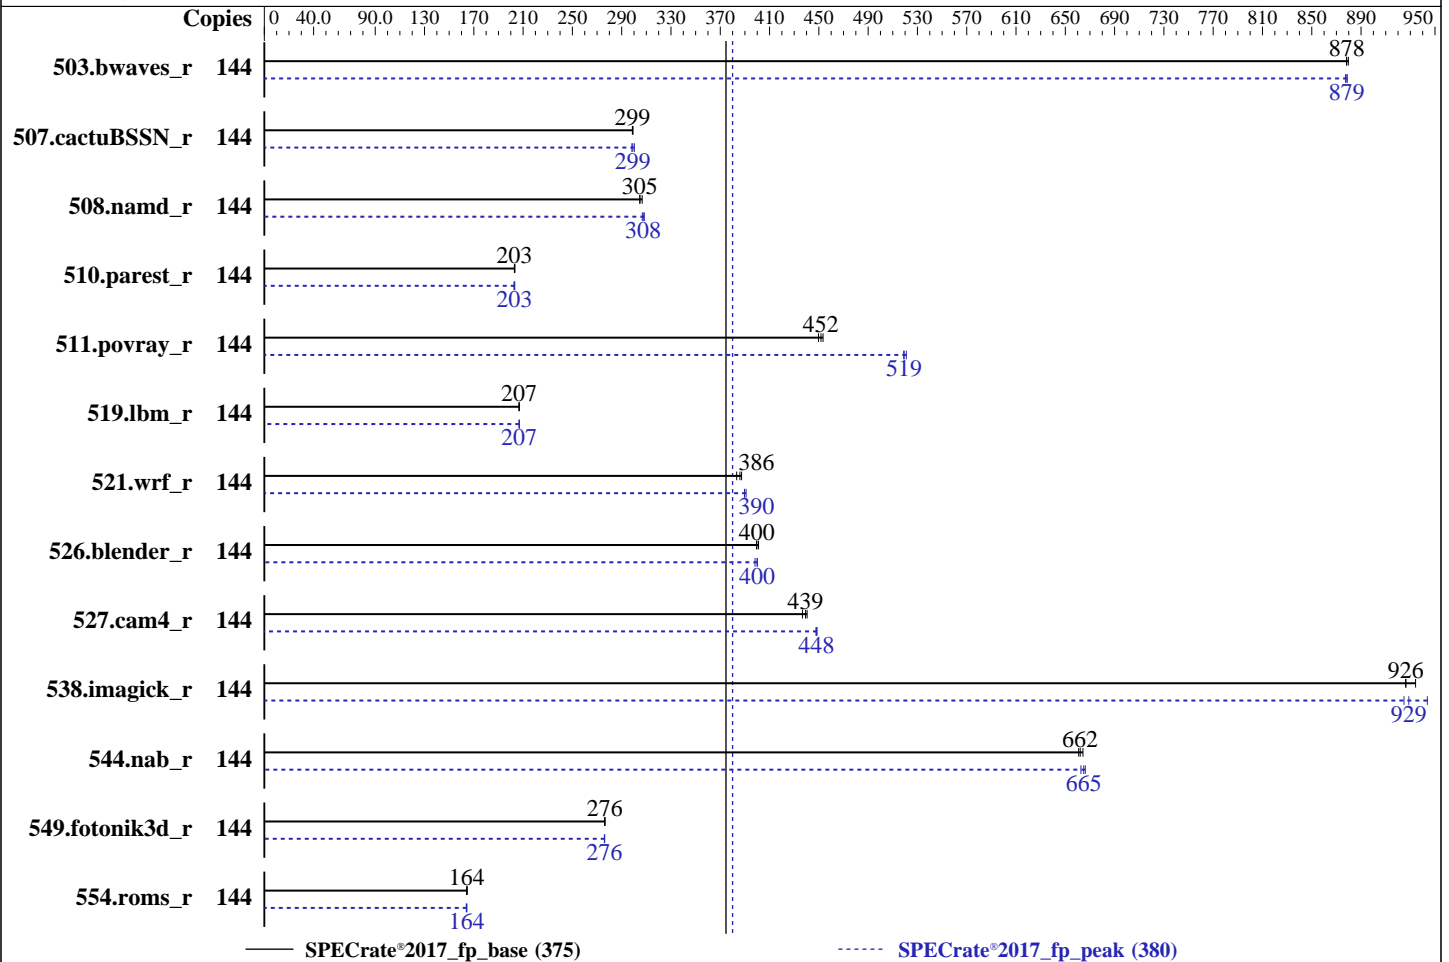 Copies 0 40.0 90.0 130 170 210 250 290 330 370 410 450 490 530 570 610 650 690 730 770 810 850 890 950
503.bwaves_r 144 878
879
507.cactuBSSN_r 144 299
299
508.namd_r 144 305
308
510.parest_r 144 203
203
511.povray_r 144 452
519
519.lbm_r 144 207
207
521.wrf_r 144 386
390
526.blender_r 144 400
400
527.cam4_r 144 439
448
538.imagick_r 144 926
929
544.nab_r 144 662
665
549.fotonik3d_r 144 276
276
554.roms_r 144 164
164
SPECrate®2017_fp_base (375) SPECrate®2017_fp_peak (380)